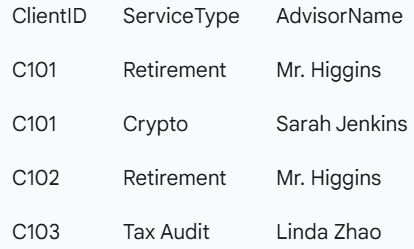 ClientID ServiceType AdvisorName
C101 Retirement Mr. Higgins
C101 Crypto Sarah Jenkins
C102 Retirement Mr. Higgins
C103 Tax Audit Linda Zhao